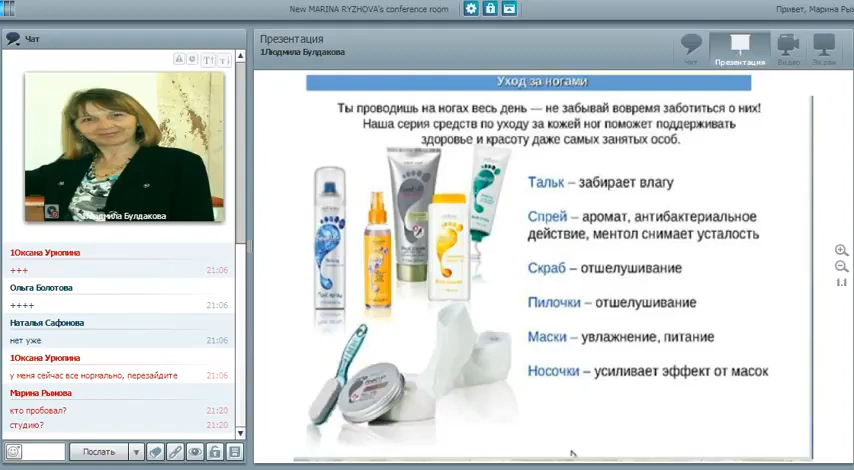 New MARINA RYZHOVA's conference room
Привет, Марина Рыж
Чат
Людмила Булдакова
1Оксана Урюпина
+++
21:06
Ольга Болотова
++++
21:06
Наталья Сафонова
нет уже
21:06
1Оксана Урюпина
у меня сейчас все нормально, перезайдите
21:06
Марина Рыжова
кто пробовал?
21:20
студию?
21:20
Послать
Презентация
1Людмила Булдакова
Чат
Презентация
Видео
Экран
Уход за ногами
Ты проводишь на ногах весь день — не забывай вовремя заботиться о них!
Наша серия средств по уходу за кожей ног поможет поддерживать
здоровье и красоту даже самых занятых особ.
Тальк – забирает влагу
Спрей – аромат, антибактериальное
действие, ментол снимает усталость
Скраб – отшелушивание
Пилочки – отшелушивание
Маски – увлажнение, питание
Носочки – усиливает эффект от масок
1:1